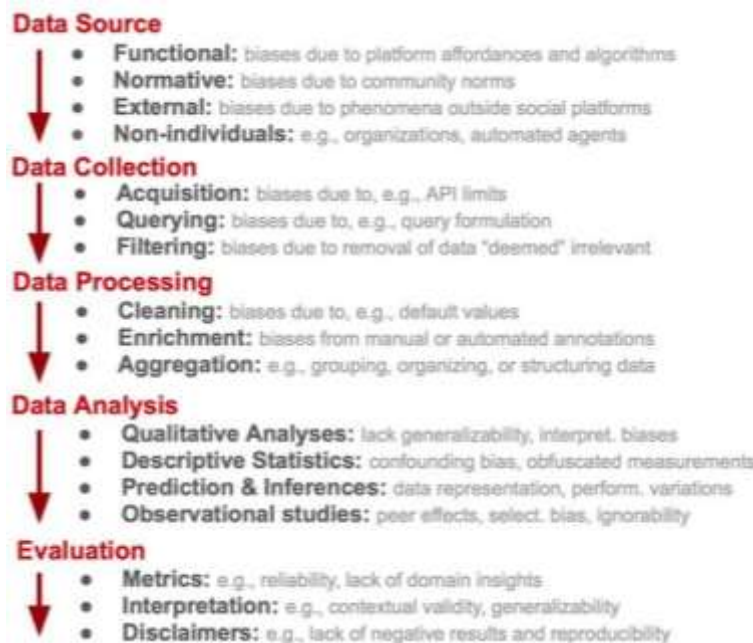 Data Source
• Functional: biases due to platform affordances and algorithms
• Normative: biases due to community norms
• External: biases due to phenomena outside social platforms
• Non-individuals: e.g., organizations, automated agents
Data Collection
• Acquisition: biases due to, e.g., API limits
• Querying: biases due to, e.g., query formulation
• Filtering: biases due to removal of data "deemed" irrelevant
Data Processing
• Cleaning: biases due to, e.g., default values
• Enrichment: biases from manual or automated annotations
• Aggregation: e.g., grouping, organizing, or structuring data
Data Analysis
• Qualitative Analyses: lack generalizability, interpret. biases
• Descriptive Statistics: confounding bias, obfuscated measurements
• Prediction & Inferences: data representation, perform. variations
• Observational studies: peer effects, select. bias, ignorability
Evaluation
• Metrics: e.g., reliability, lack of domain insights
• Interpretation: e.g., contextual validity, generalizability
• Disclaimers: e.g., lack of negative results and reproducibility